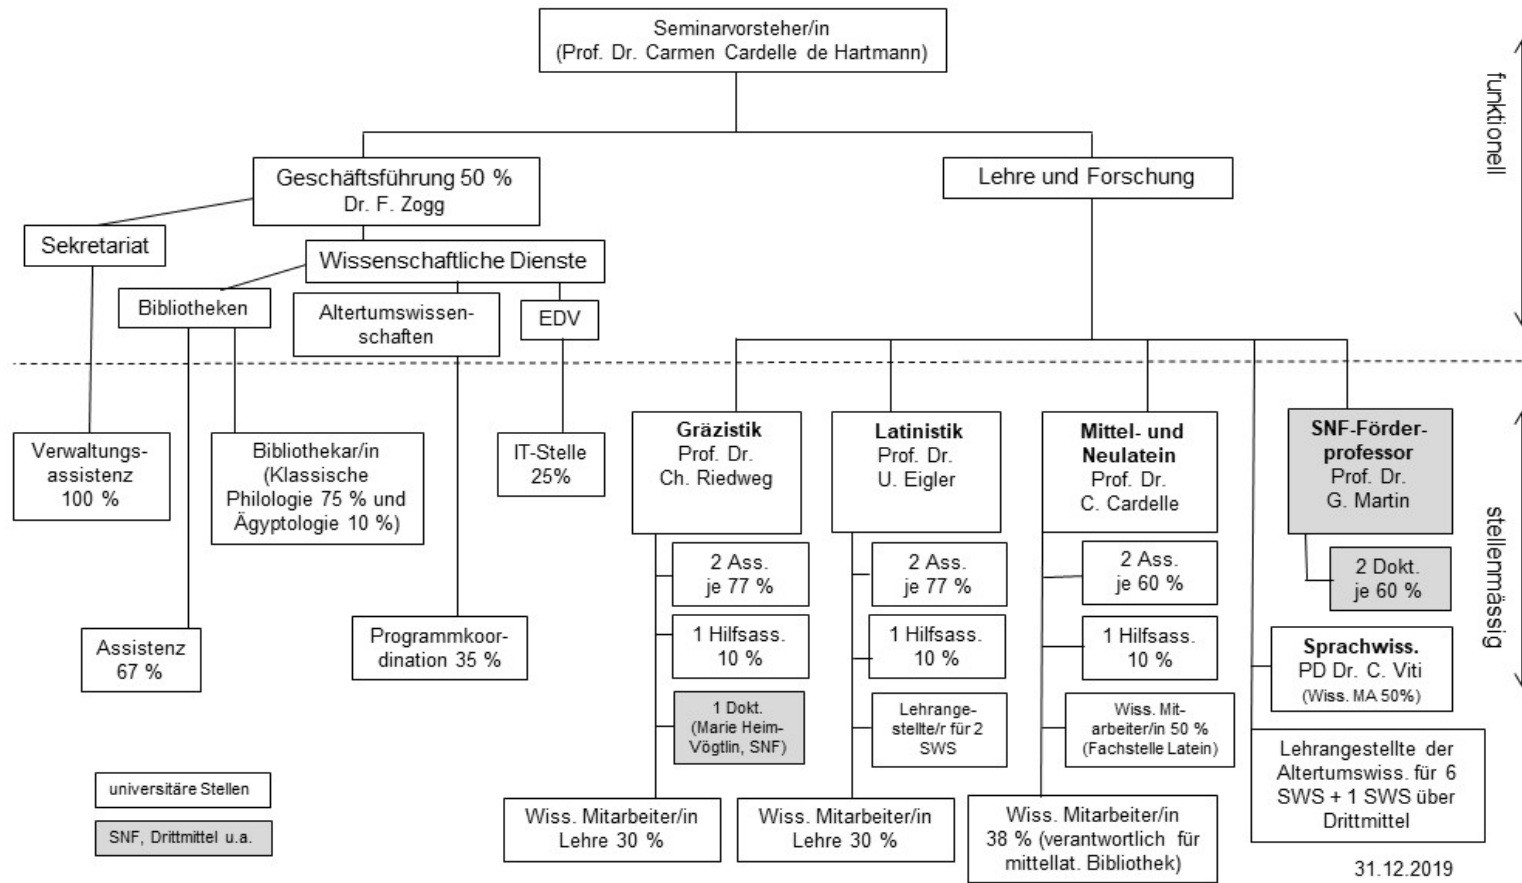 Seminarvorsteher/in
(Prof. Dr. Carmen Cardelle de Hartmann)
funktionell
Geschäftsführung 50 %
Dr. F. Zogg
Lehre und Forschung
Sekretariat
Wissenschaftliche Dienste
Bibliotheken
Altertumswissen-
schaften
EDV
Verwaltungs-
assistenz
100 %
Bibliothekar/in
(Klassische
Philologie 75 % und
Ägyptologie 10 %)
IT-Stelle
25%
Gräzistik
Prof. Dr.
Ch. Riedweg
Latinistik
Prof. Dr.
U. Eigler
Mittel- und
Neulatein
Prof. Dr.
C. Cardelle
SNF-Förder-
professor
Prof. Dr.
G. Martin
stellenmässig
2 Ass.
je 77 %
2 Ass.
je 77 %
2 Ass.
je 60 %
2 Dokt.
je 60 %
Assistenz
67 %
Programmkoor-
dination 35 %
1 Hilfsass.
10 %
1 Hilfsass.
10 %
1 Hilfsass.
10 %
Sprachwiss.
PD Dr. C. Viti
(Wiss. MA 50%)
1 Dokt.
(Marie Heim-
Vögtlin, SNF)
Lehrange-
stellte/r für 2
SWS
Wiss. Mit-
arbeiter/in 50 %
(Fachstelle Latein)
Lehrangestellte der
Altertumswiss. für 6
SWS + 1 SWS über
Drittmittel
universitäre Stellen
SNF, Drittmittel u.a.
Wiss. Mitarbeiter/in
Lehre 30 %
Wiss. Mitarbeiter/in
Lehre 30 %
Wiss. Mitarbeiter/in
38 % (verantwortlich für
mittellat. Bibliothek)
31.12.2019